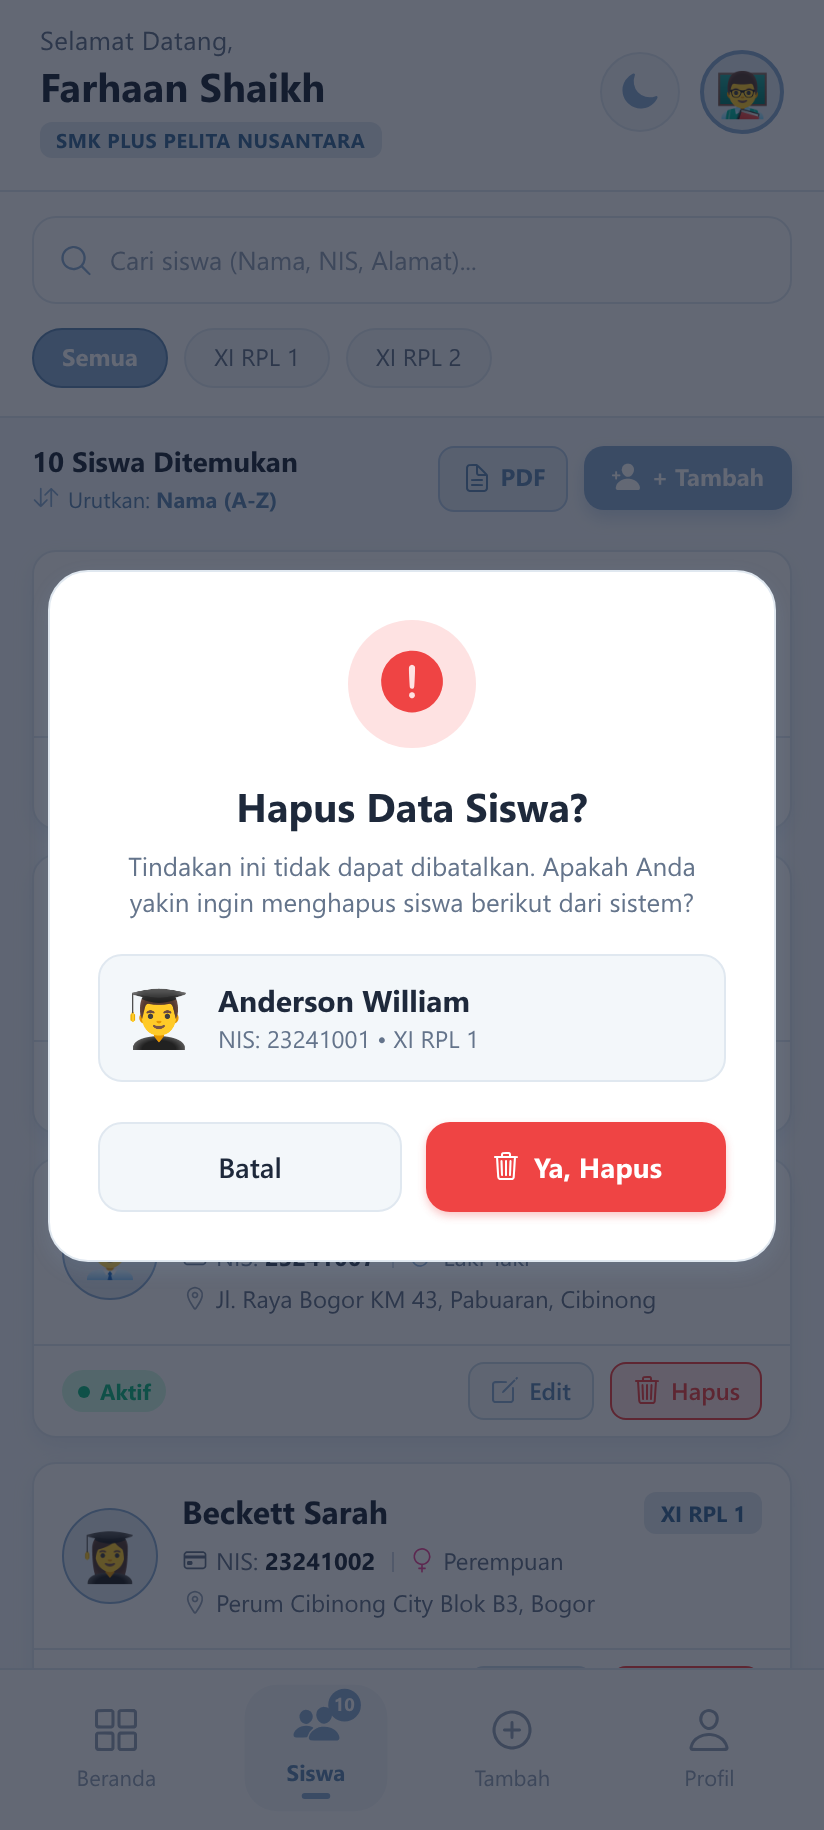 Selamat Datang,
Farhaan Shaikh
SMK PLUS PELITA NUSANTARA
Cari siswa (Nama, NIS, Alamat)...
Semua
XI RPL 1
XI RPL 2
10 Siswa Ditemukan
Urutkan: Nama (A-Z)
PDF
+ Tambah
Hapus Data Siswa?
Tindakan ini tidak dapat dibatalkan. Apakah Anda
yakin ingin menghapus siswa berikut dari sistem?
Anderson William
NIS: 23241001 • XI RPL 1
Batal
Ya, Hapus
Jl. Raya Bogor KM 43, Pabuaran, Cibinong
Aktif
Edit
Hapus
Beckett Sarah
XI RPL 1
NIS: 23241002 | Perempuan
Perum Cibinong City Blok B3, Bogor
Beranda
10
Siswa
Tambah
Profil